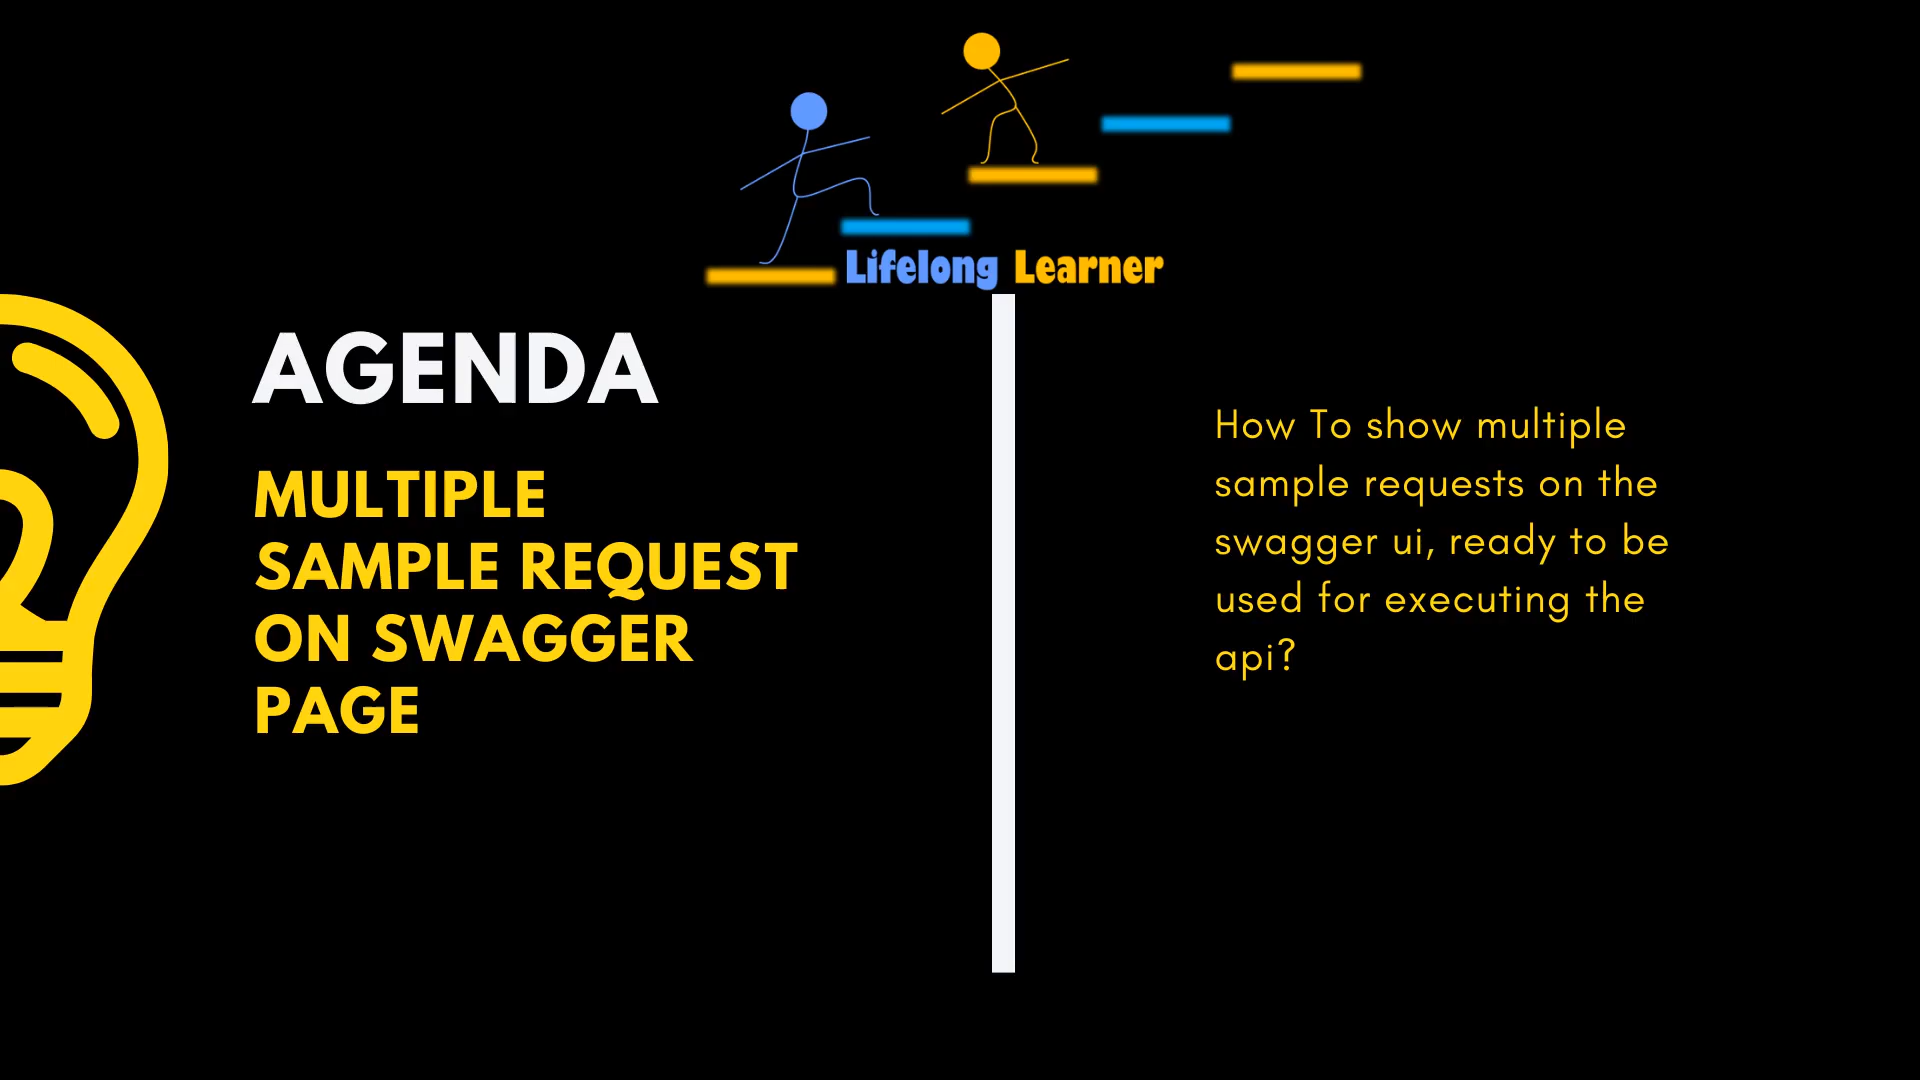 Lifelong Learner
AGENDA
MULTIPLE
SAMPLE REQUEST
ON SWAGGER
PAGE
How To show multiple
sample requests on the
swagger ui, ready to be
used for executing the
api?